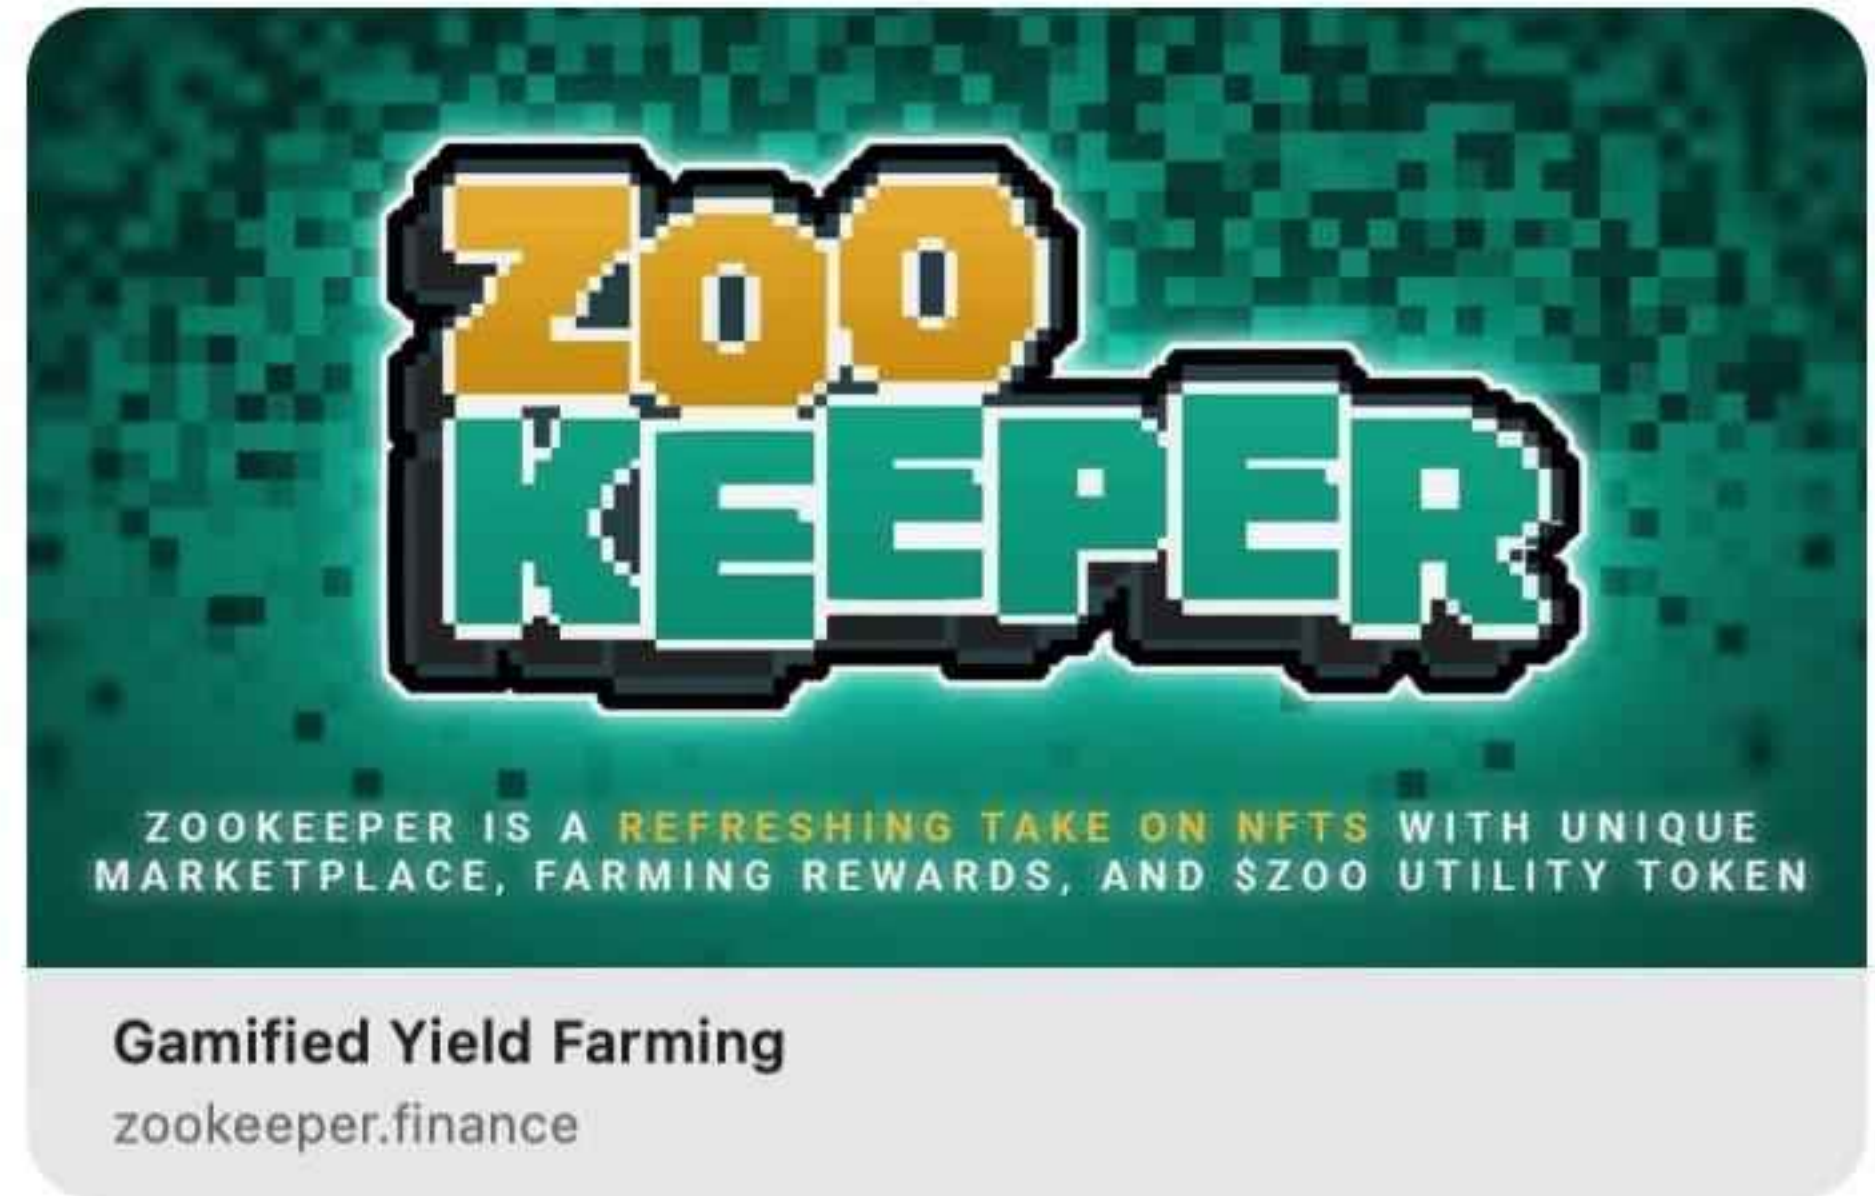 ZOO
KEEPER
ZOOKEEPER IS A REFRESHING TAKE ON NFTS WITH UNIQUE
MARKETPLACE, FARMING REWARDS, AND $ZOO UTILITY TOKEN
Gamified Yield Farming
zookeeper.finance